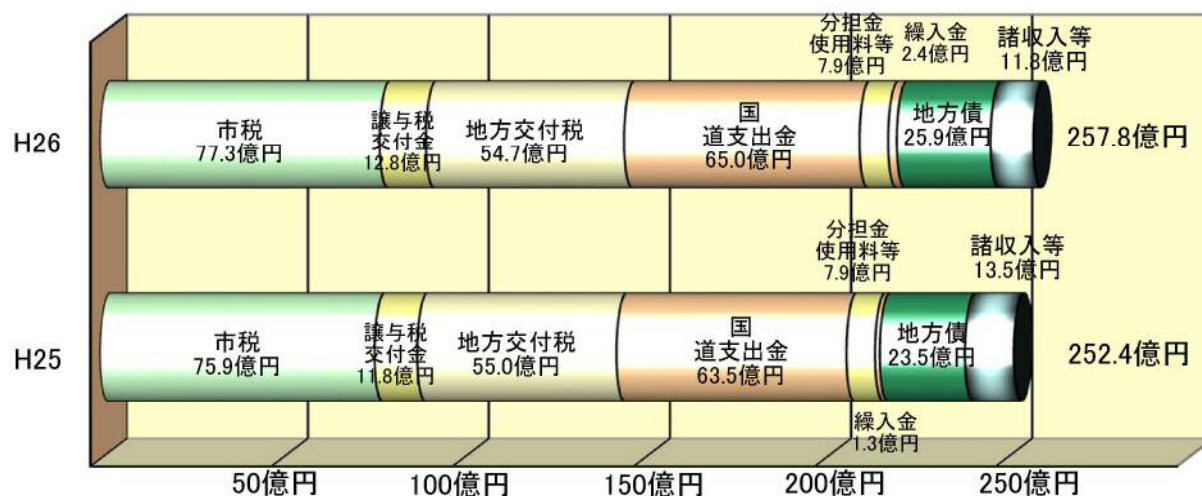 分担金
使用料等
7.9億円
繰入金
2.4億円
諸収入等
11.8億円
H26
市税
77.3億円
譲与税
交付金
12.8億円
地方交付税
54.7億円
国
道支出金
65.0億円
地方債
25.9億円
257.8億円
分担金
使用料等
7.9億円
諸収入等
13.5億円
H25
市税
75.9億円
譲与税
交付金
11.8億円
地方交付税
55.0億円
国
道支出金
63.5億円
地方債
23.5億円
252.4億円
繰入金
1.3億円
50億円
100億円
150億円
200億円
250億円